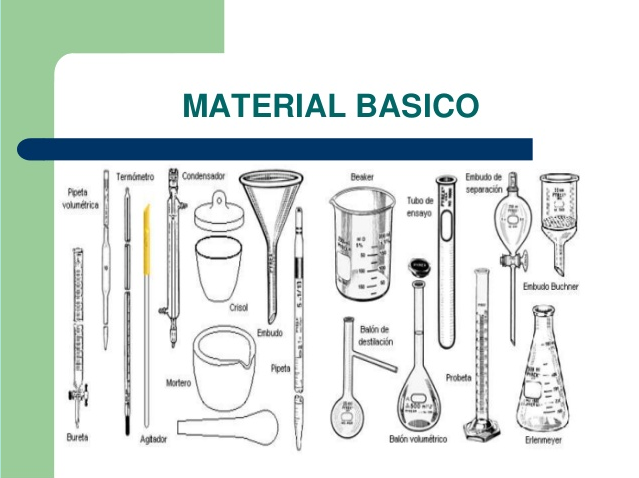 MATERIAL BASICO
Pipeta
volumétrica
Termómetro
Condensador
Beaker
Tubo de
ensayo
Embudo de
separación
Crisol
Embudo
Embudo Buchner
Balón de
destilación
Mortero
Pipeta
Probeta
Bureta
Agitador
Balón volumétrico
Erlenmeyer